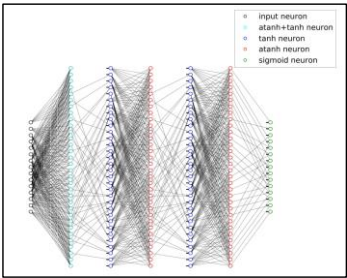 input neuron
atanh+tanh neuron
tanh neuron
atanh neuron
sigmoid neuron